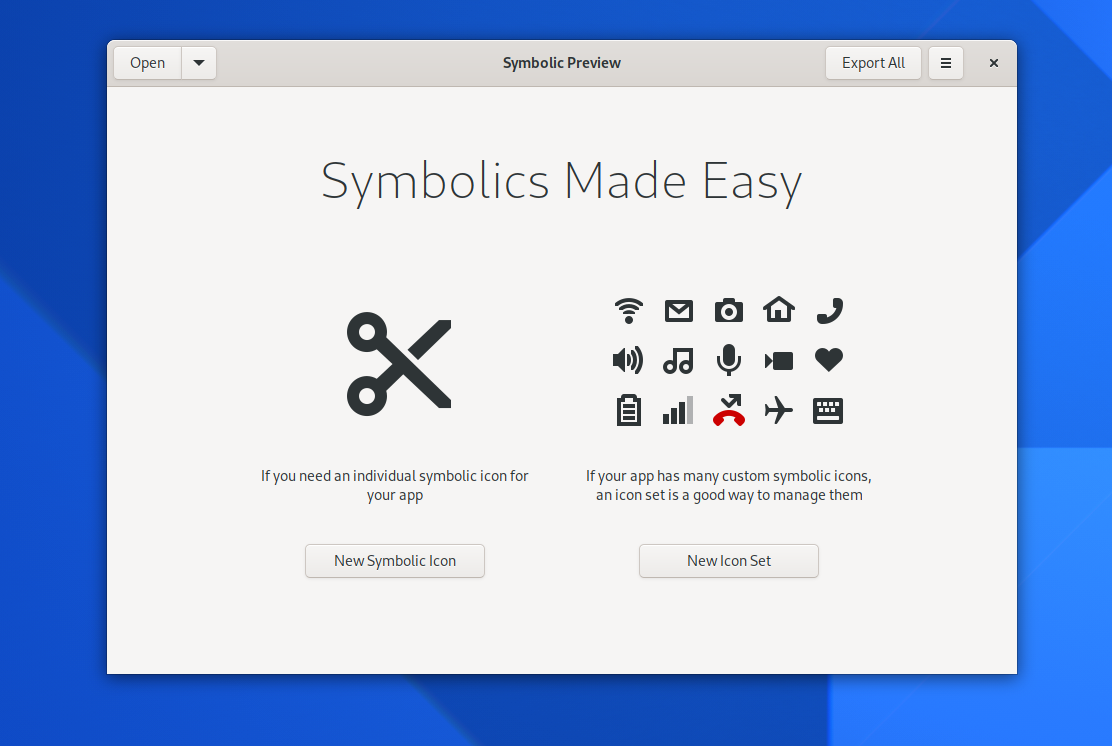 Open
Symbolic Preview
Export All
Symbolics Made Easy
If you need an individual symbolic icon for
your app
If your app has many custom symbolic icons,
an icon set is a good way to manage them
New Symbolic Icon
New Icon Set